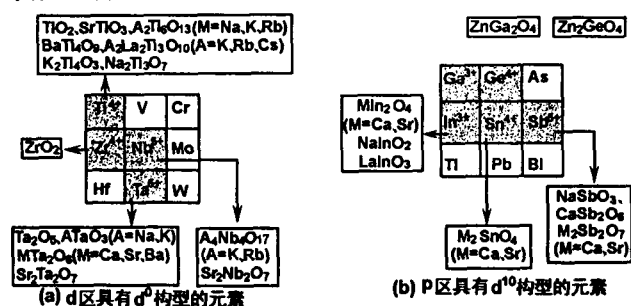 TiO₂,SrTiO₃,A₂Ti₆O₁₃(M=Na,K,Rb)
BaTi₄O₉,A₂La₂Ti₃O₁₀(A=K,Rb,Cs)
K₂Ti₄O₃,Na₂Ti₃O₇
Ti⁴⁺ V Cr
ZrO₂
Zr⁴⁺ Nb⁵⁺ Mo
Hf Ta⁵⁺ W
Ta₂O₅,ATaO₃(A=Na,K)
MTa₂O₆(M=Ca,Sr,Ba)
Sr₂Ta₂O₇
A₄Nb₄O₁₇
(A=K,Rb)
Sr₂Nb₂O₇
(a) d区具有d⁰构型的元素
ZnGa₂O₄ Zn₂GeO₄
Ga³⁺ Ge⁴⁺ As
In³⁺ Sn⁴⁺ Sb⁵⁺
Tl Pb Bi
MIn₂O₄
(M=Ca,Sr)
NaInO₂
LaInO₃
M₂SnO₄
(M=Ca,Sr)
NaSbO₃、
CaSb₂O₆
M₂Sb₂O₇
(M=Ca,Sr)
(b) p区具有d¹⁰构型的元素